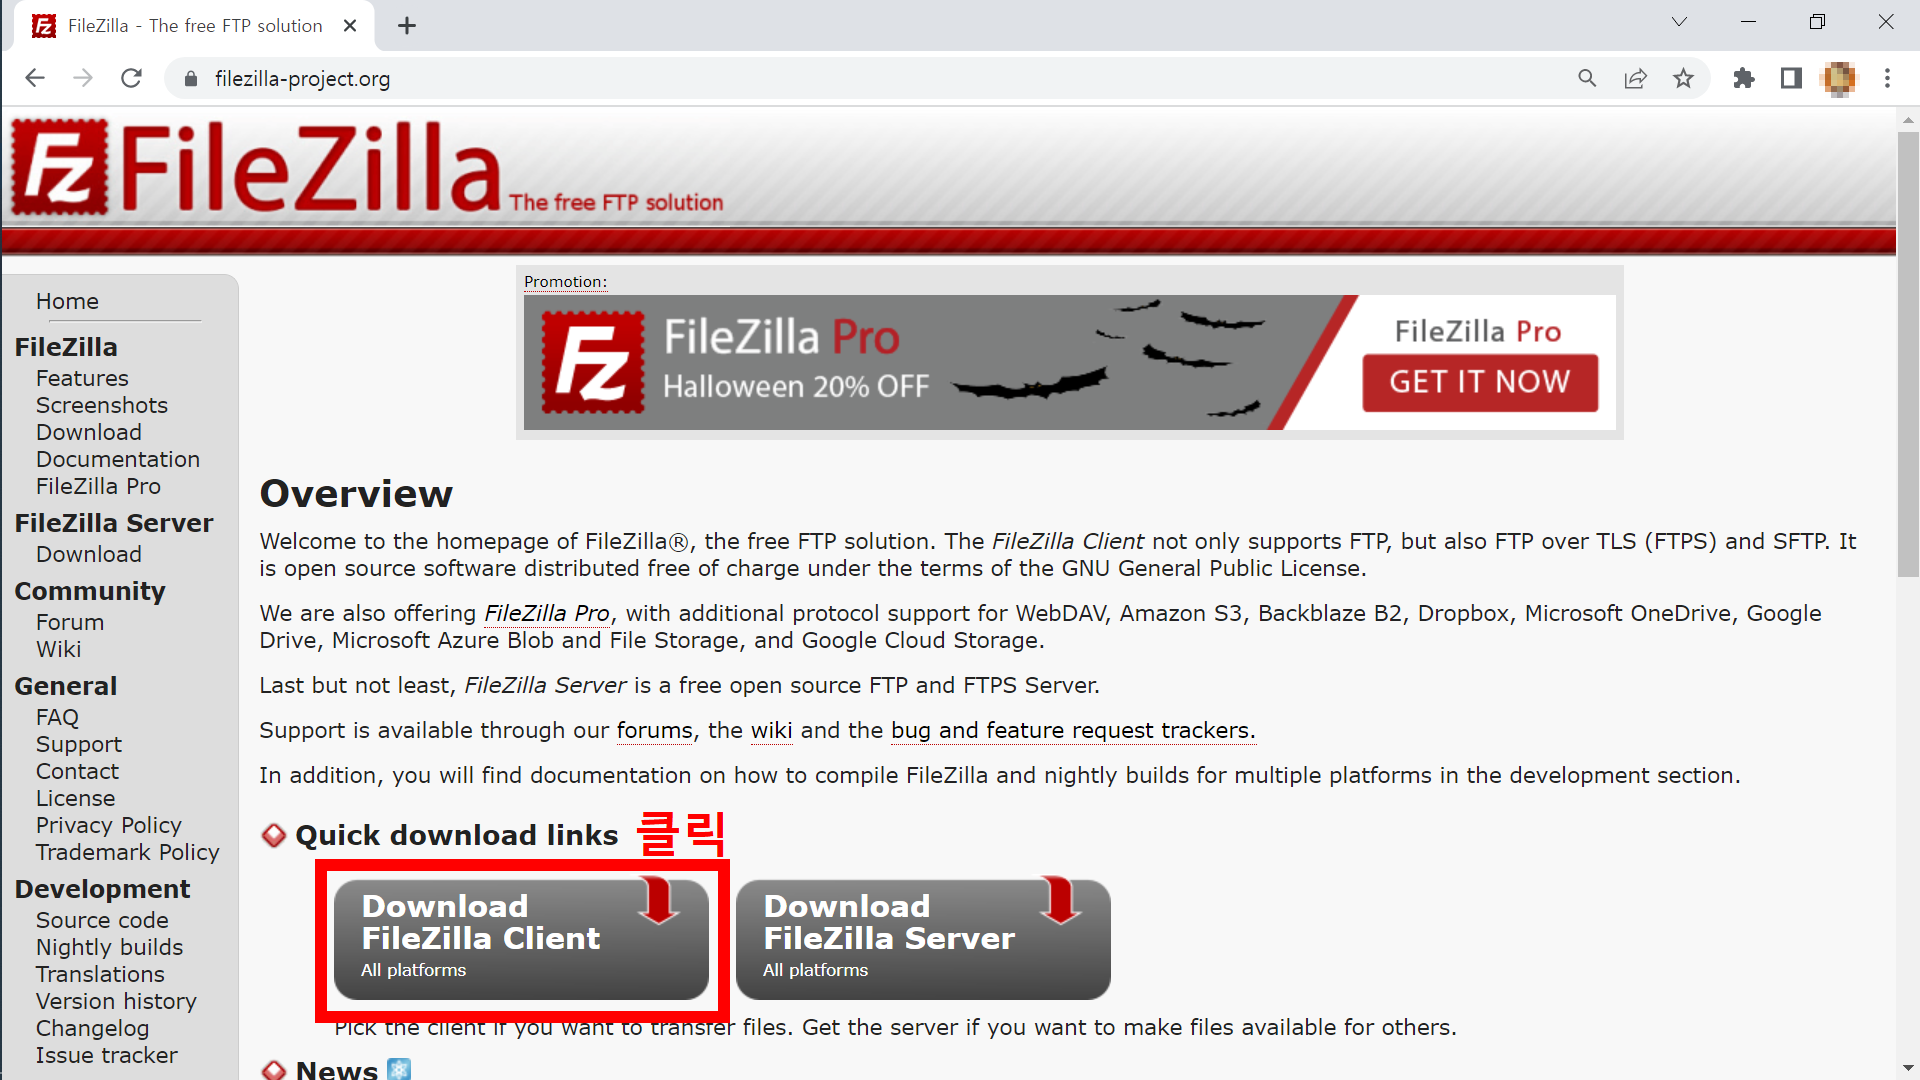 FileZilla - The free FTP solution
filezilla-project.org
Fz FileZilla The free FTP solution
Promotion:
Fz
FileZilla Pro
Halloween 20% OFF
FileZilla Pro
GET IT NOW
Home
FileZilla
Features
Screenshots
Download
Documentation
FileZilla Pro
FileZilla Server
Download
Community
Forum
Wiki
General
FAQ
Support
Contact
License
Privacy Policy
Trademark Policy
Development
Source code
Nightly builds
Translations
Version history
Changelog
Issue tracker
Overview
Welcome to the homepage of FileZilla®, the free FTP solution. The FileZilla Client not only supports FTP, but also FTP over TLS (FTPS) and SFTP. It
is open source software distributed free of charge under the terms of the GNU General Public License.
We are also offering FileZilla Pro, with additional protocol support for WebDAV, Amazon S3, Backblaze B2, Dropbox, Microsoft OneDrive, Google
Drive, Microsoft Azure Blob and File Storage, and Google Cloud Storage.
Last but not least, FileZilla Server is a free open source FTP and FTPS Server.
Support is available through our forums, the wiki and the bug and feature request trackers.
In addition, you will find documentation on how to compile FileZilla and nightly builds for multiple platforms in the development section.
Quick download links 클릭
Download
FileZilla Client
All platforms
Download
FileZilla Server
All platforms
Pick the client if you want to transfer files. Get the server if you want to make files available for others.
News